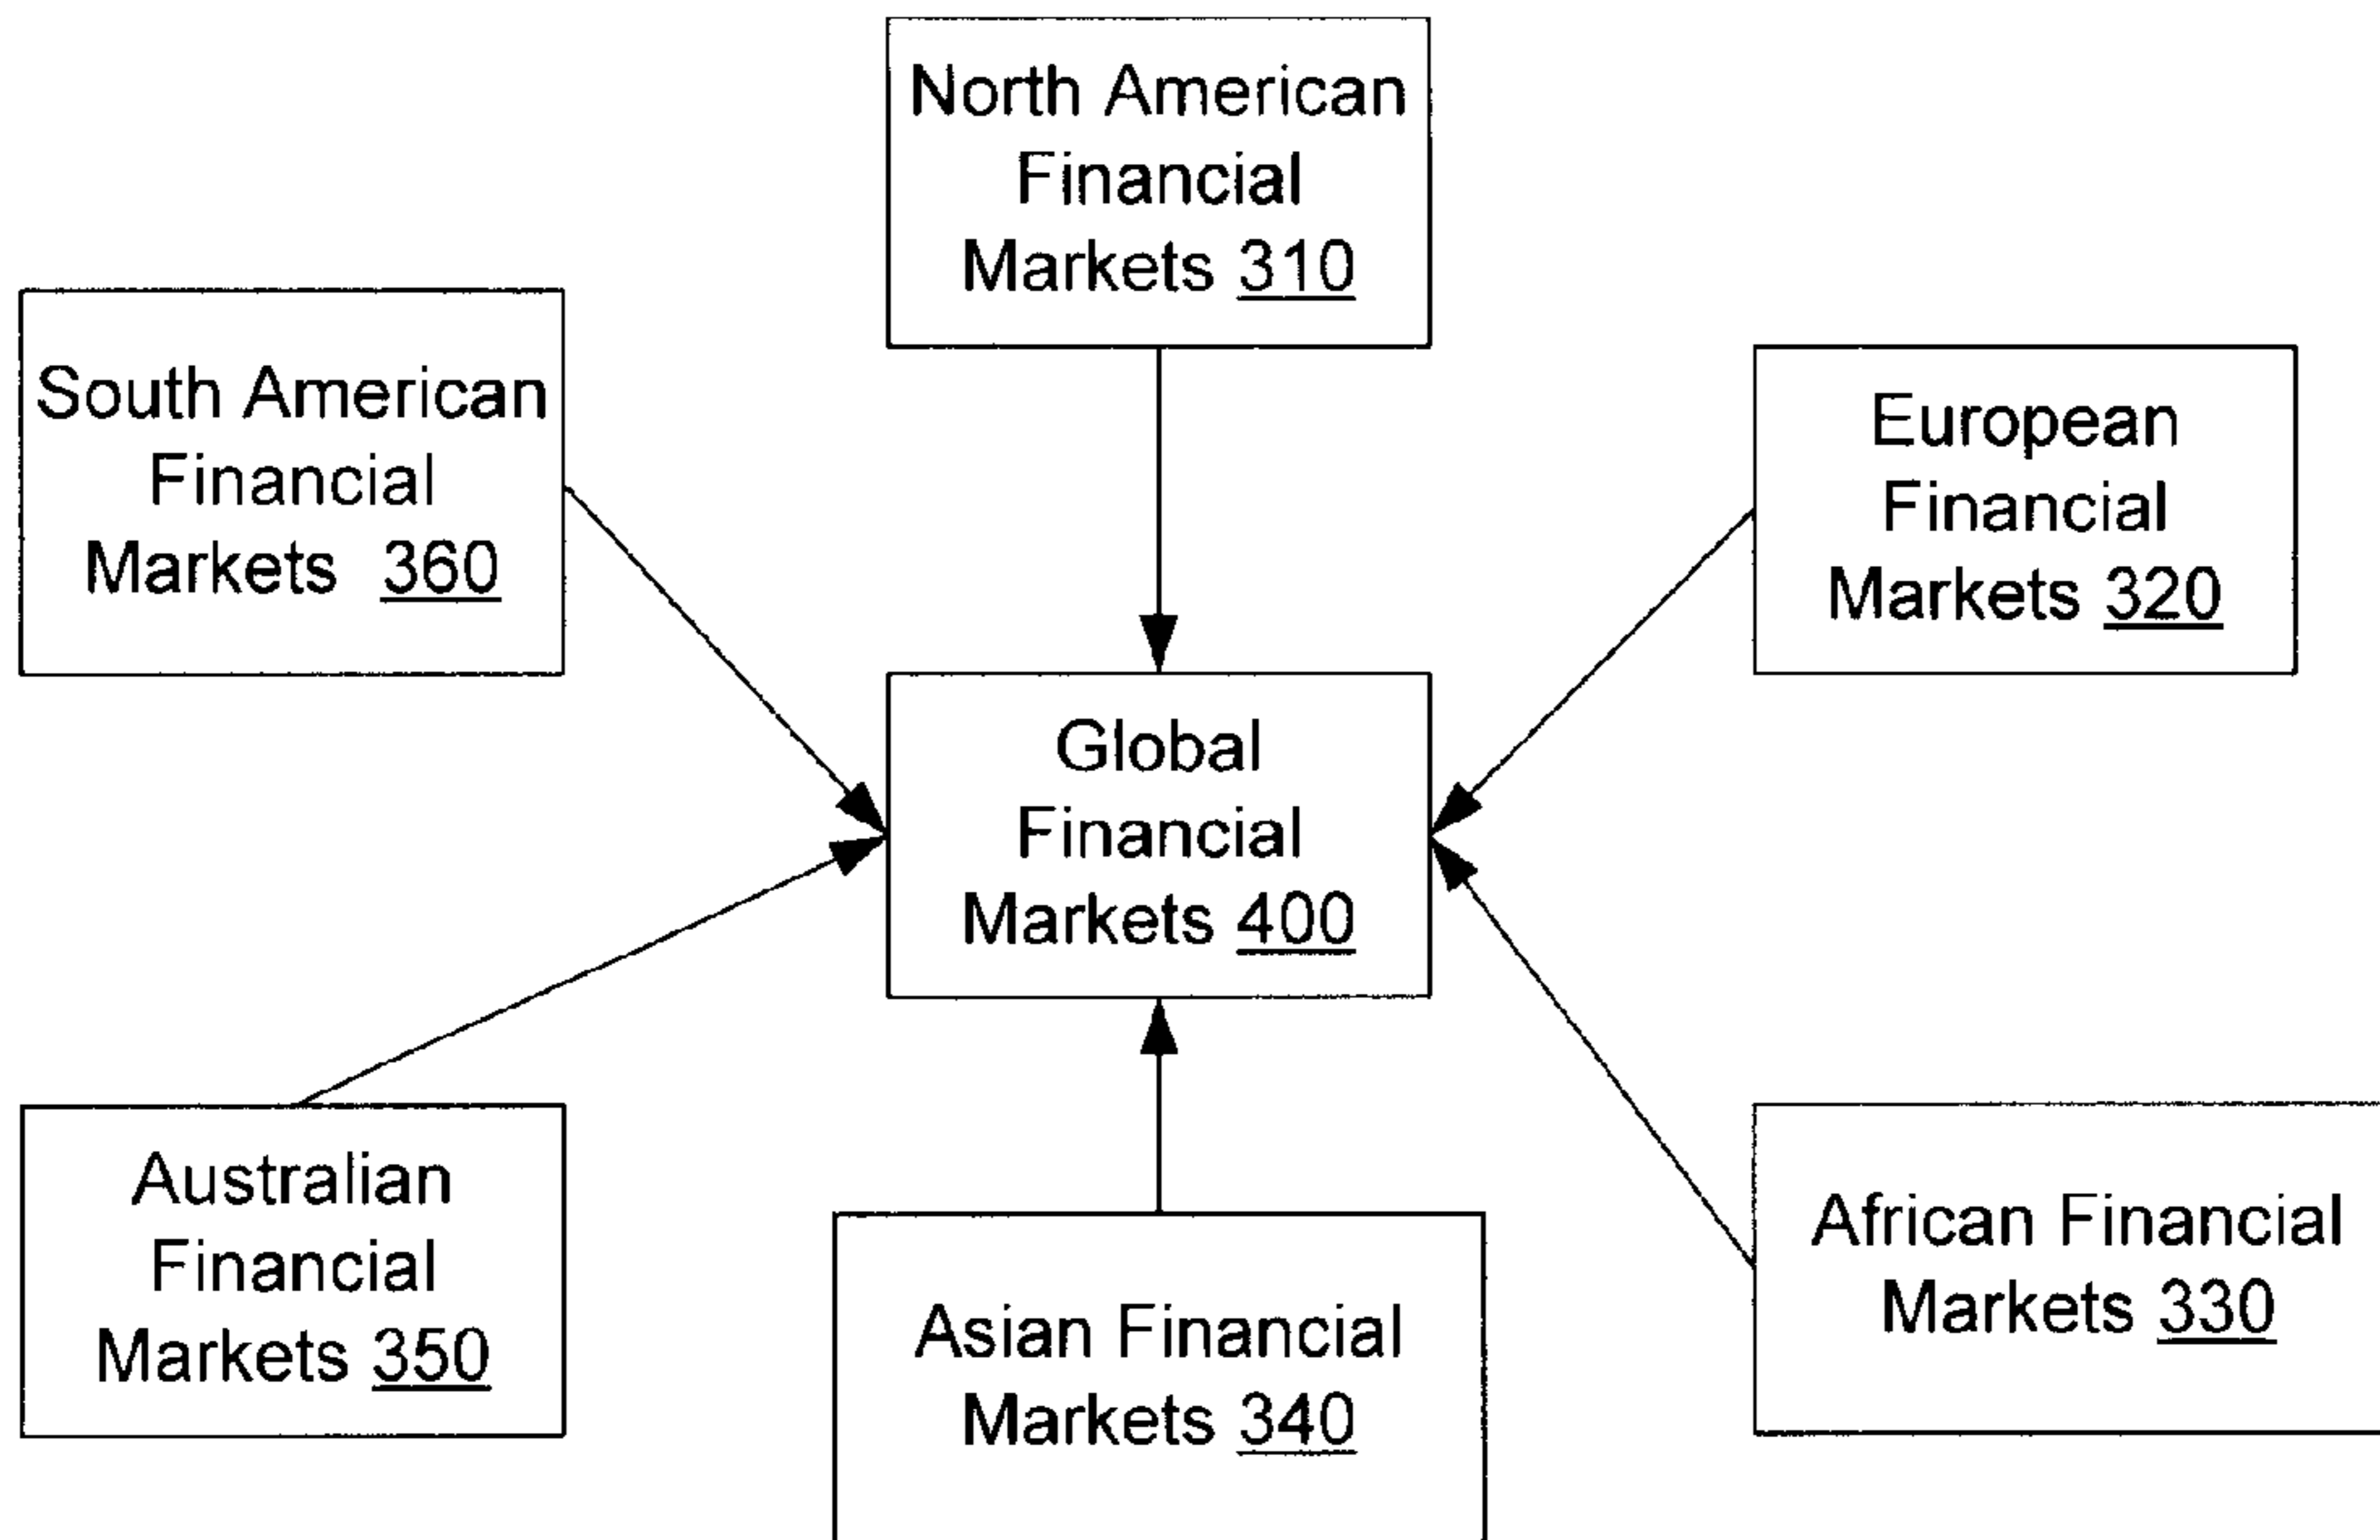 North American
Financial
Markets 310
South American
Financial
Markets 360
European
Financial
Markets 320
Global
Financial
Markets 400
Australian
Financial
Markets 350
Asian Financial
Markets 340
African Financial
Markets 330